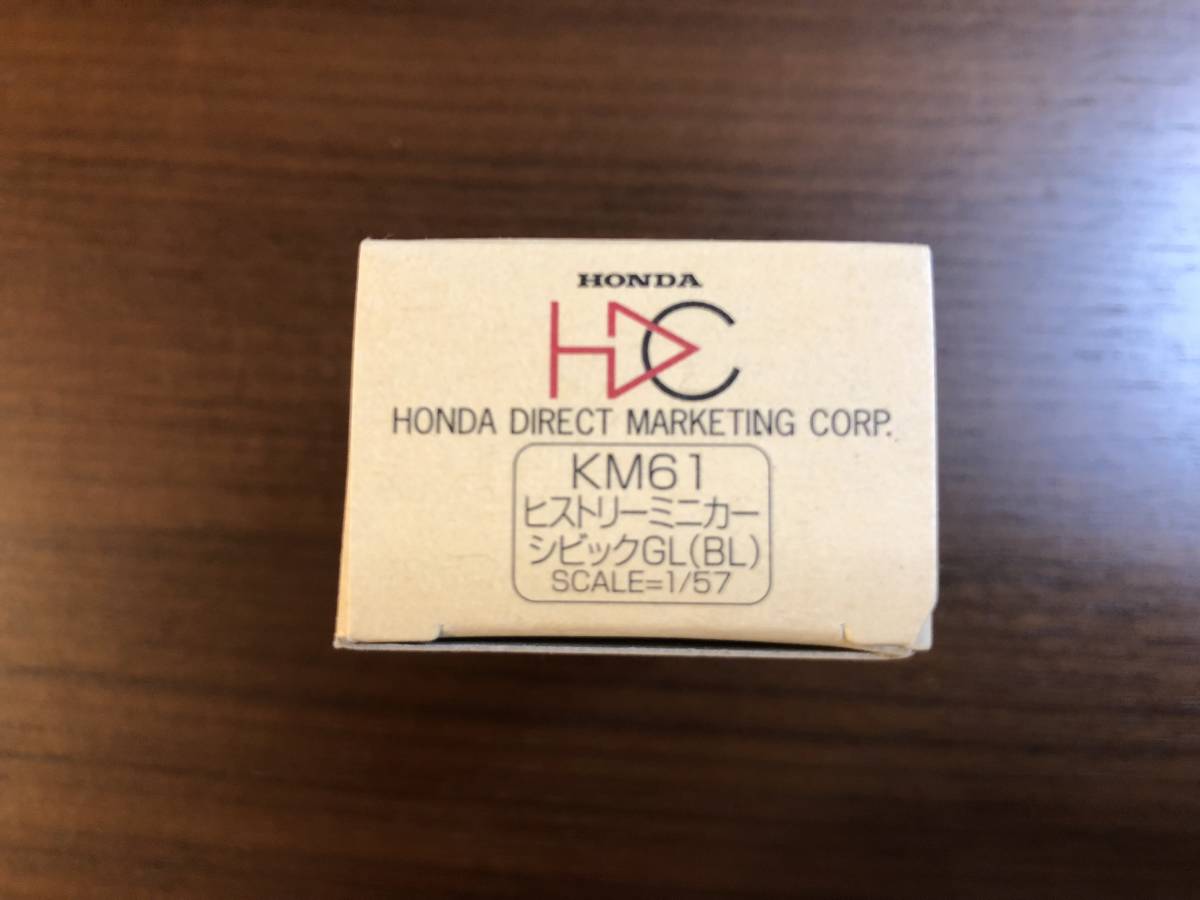 HONDA
HDC
HONDA DIRECT MARKETING CORP.
KM61
ヒストリーミニカー
シビックGL(BL)
SCALE=1/57